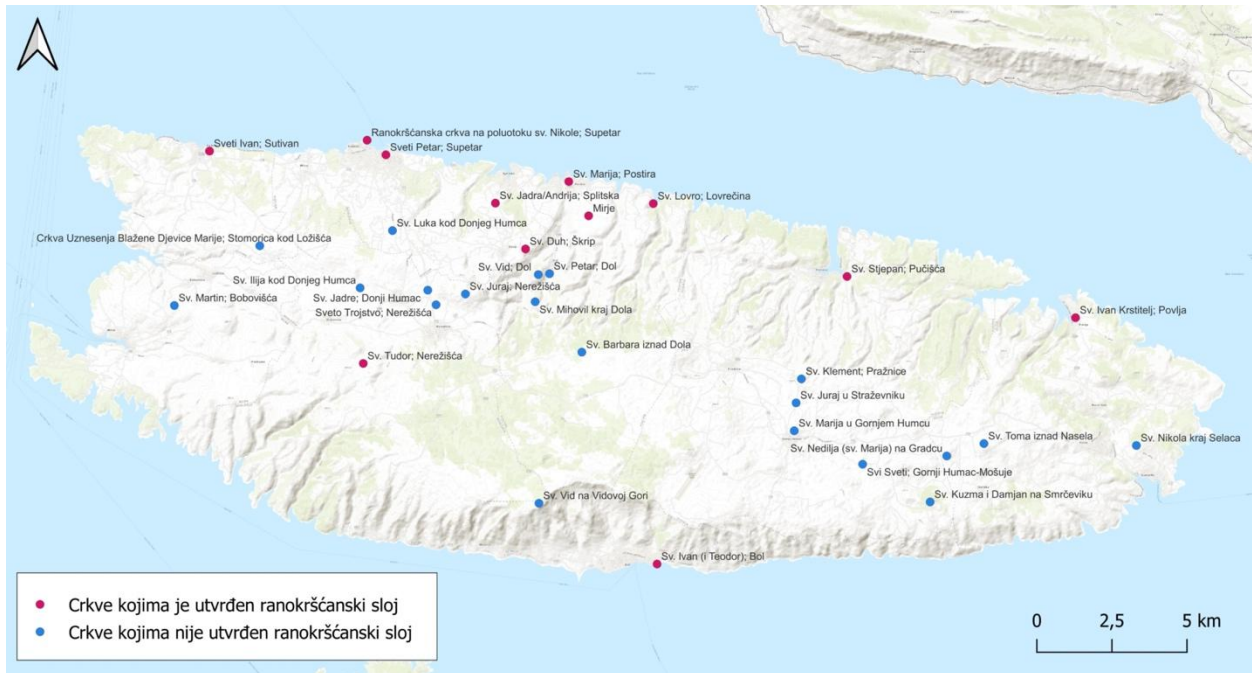 Ranokršćanska crkva na poluotoku sv. Nikole; Supetar
Sveti Ivan; Sutivan
Sveti Petar; Supetar
Sv. Marija; Postira
Sv. Jadra/Andrija; Splitska
Sv. Lovro; Lovrečina
Mirje
Sv. Luka kod Donjeg Humca
Crkva Uznesenja Blažene Djevice Marije; Stomorica kod Ložišća
Sv. Duh; Škrip
Sv. Vid; Dol
Sv. Petar; Dol
Sv. Stjepan; Pučišća
Sv. Ilija kod Donjeg Humca
Sv. Juraj; Nerežišća
Sv. Jadre; Donji Humac
Sv. Martin; Bobovišća
Sveto Trojstvo; Nerežišća
Sv. Mihovil kraj Dola
Sv. Ivan Krstitelj; Povlja
Sv. Barbara iznad Dola
Sv. Tudor; Nerežišća
Sv. Klement; Pražnice
Sv. Juraj u Straževniku
Sv. Marija u Gornjem Humcu
Sv. Toma iznad Nasela
Sv. Nikola kraj Selaca
Sv. Nedilja (sv. Marija) na Gradcu
Svi Sveti; Gornji Humac-Mošuje
Sv. Vid na Vidovoj Gori
Sv. Kuzma i Damjan na Smrčeviku
Sv. Ivan (i Teodor); Bol
Crkve kojima je utvrđen ranokršćanski sloj
Crkve kojima nije utvrđen ranokršćanski sloj
0 2,5 5 km